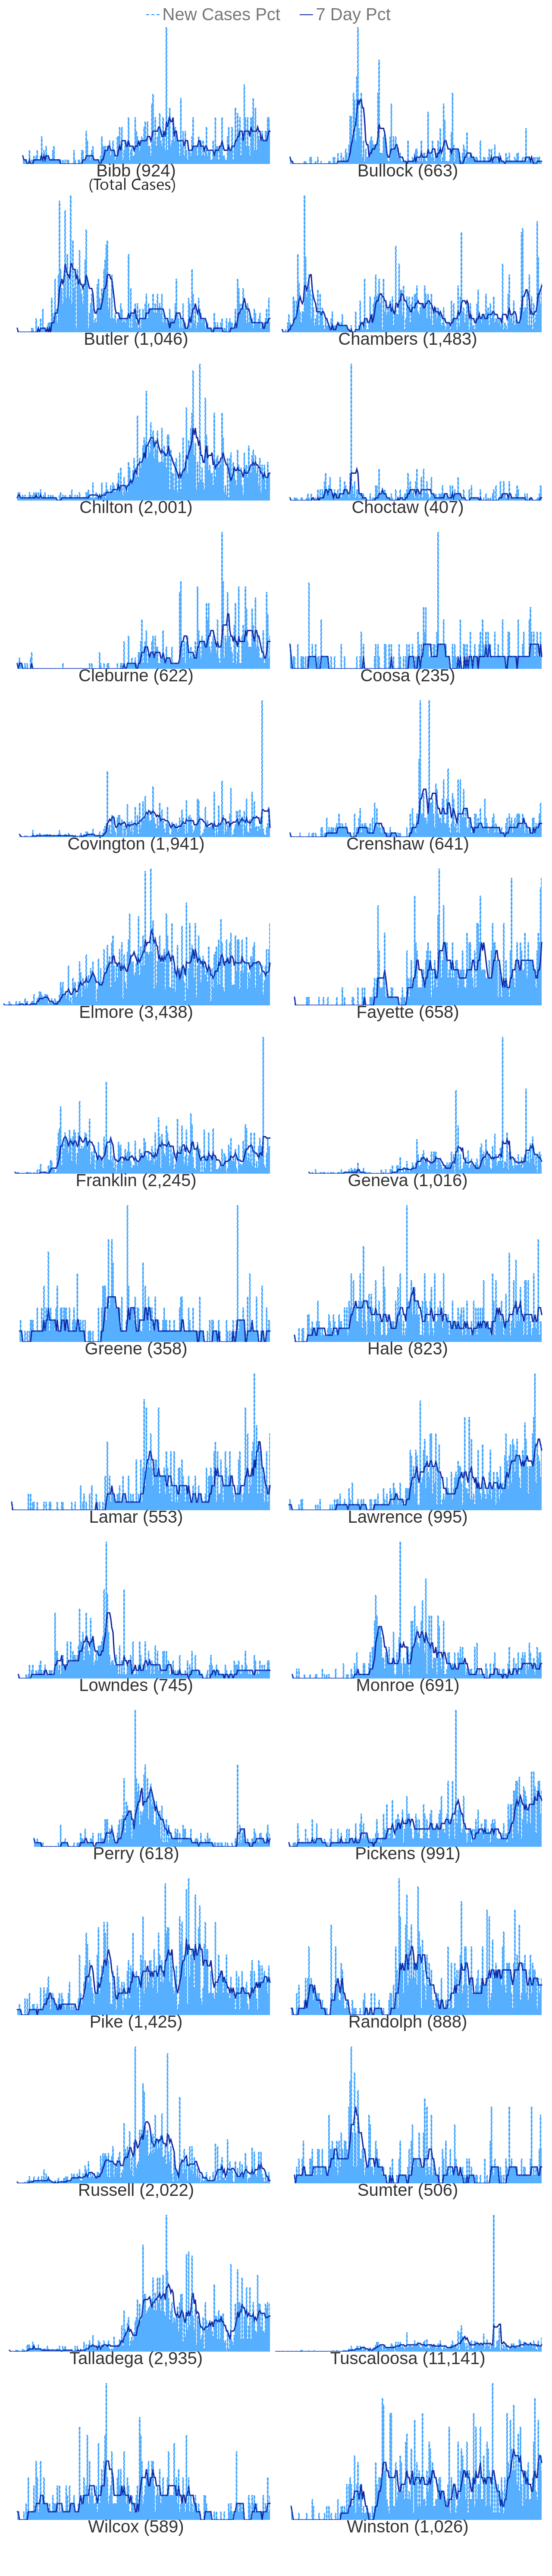 New Cases Pct 7 Day Pct
Bibb (924) Bullock (663)
(Total Cases)
Butler (1,046) Chambers (1,483)
Chilton (2,001) Choctaw (407)
Cleburne (622) Coosa (235)
Covington (1,941) Crenshaw (641)
Elmore (3,438) Fayette (658)
Franklin (2,245) Geneva (1,016)
Greene (358) Hale (823)
Lamar (553) Lawrence (995)
Lowndes (745) Monroe (691)
Perry (618) Pickens (991)
Pike (1,425) Randolph (888)
Russell (2,022) Sumter (506)
Talladega (2,935) Tuscaloosa (11,141)
Wilcox (589) Winston (1,026)